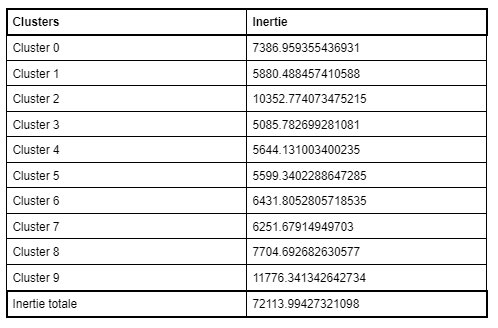 Clusters Inertie
Cluster 0 7386.959355436931
Cluster 1 5880.488457410588
Cluster 2 10352.774073475215
Cluster 3 5085.782699281081
Cluster 4 5644.131003400235
Cluster 5 5599.3402288647285
Cluster 6 6431.8052805718535
Cluster 7 6251.67914949703
Cluster 8 7704.692682630577
Cluster 9 11776.341342642734
Inertie totale 72113.99427321098